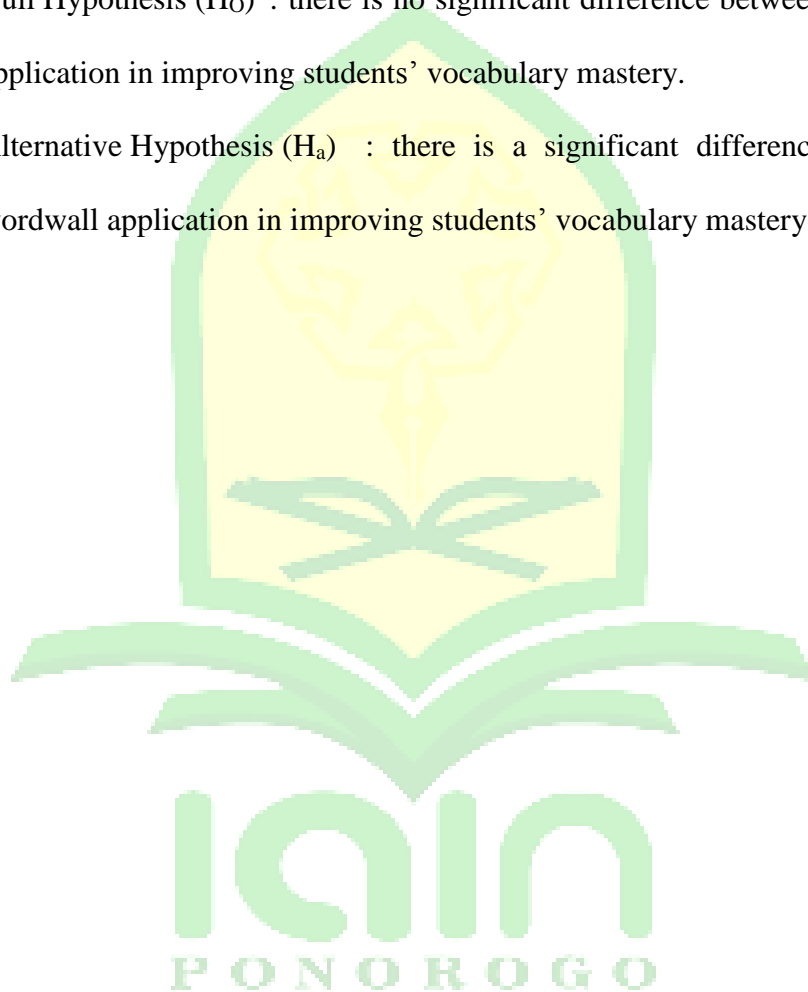 ull Hypothesis (HO) : there is no significant difference betwee
pplication in improving students’ vocabulary mastery.
lternative Hypothesis (Ha) : there is a significant differenc
ordwall application in improving students’ vocabulary mastery
iain
PONOROGO